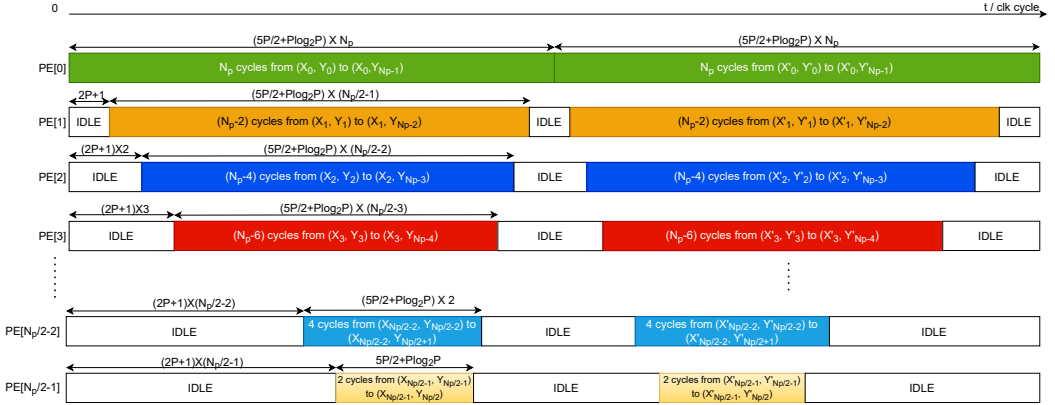 0 t / clk cycle
(5P/2+Plog2P) X Np (5P/2+Plog2P) X Np
PE[0] Np cycles from (X0, Y0) to (X0,YNp-1) Np cycles from (X'0, Y'0) to (X'0,Y'Np-1)
2P+1 (5P/2+Plog2P) X (Np/2-1)
PE[1] IDLE (Np-2) cycles from (X1, Y1) to (X1, YNp-2) IDLE (Np-2) cycles from (X'1, Y'1) to (X'1, Y'Np-2) IDLE
(2P+1)X2 (5P/2+Plog2P) X (Np/2-2)
PE[2] IDLE (Np-4) cycles from (X2, Y2) to (X2, YNp-3) IDLE (Np-4) cycles from (X'2, Y'2) to (X'2, Y'Np-3) IDLE
(2P+1)X3 (5P/2+Plog2P) X (Np/2-3)
PE[3] IDLE (Np-6) cycles from (X3, Y3) to (X3, YNp-4) IDLE (Np-6) cycles from (X'3, Y'3) to (X'3, Y'Np-4) IDLE
(2P+1)X(Np/2-2) (5P/2+Plog2P) X 2
PE[Np/2-2] IDLE 4 cycles from (XNp/2-2, YNp/2-2) to IDLE 4 cycles from (X'Np/2-2, Y'Np/2-2) to IDLE
(XNp/2-2, YNp/2+1) (X'Np/2-2, Y'Np/2+1)
(2P+1)X(Np/2-1) 5P/2+Plog2P
PE[Np/2-1] IDLE 2 cycles from (XNp/2-1, YNp/2-1) IDLE 2 cycles from (X'Np/2-1, Y'Np/2-1) IDLE
to (XNp/2-1, YNp/2) to (X'Np/2-1, Y'Np/2)